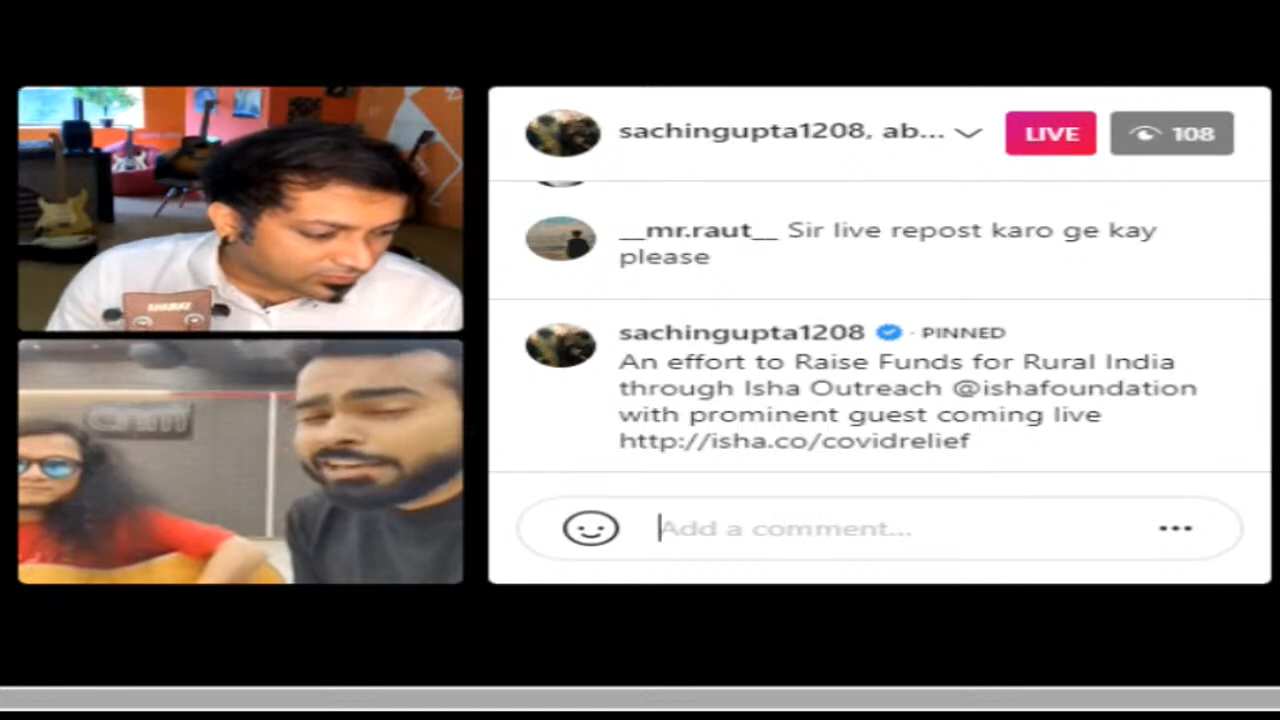 sachingupta1208, ab...
LIVE
108
__mr.raut__ Sir live repost karo ge kay
please
sachingupta1208 · PINNED
An effort to Raise Funds for Rural India
through Isha Outreach @ishafoundation
with prominent guest coming live
http://isha.co/covidrelief
Add a comment...